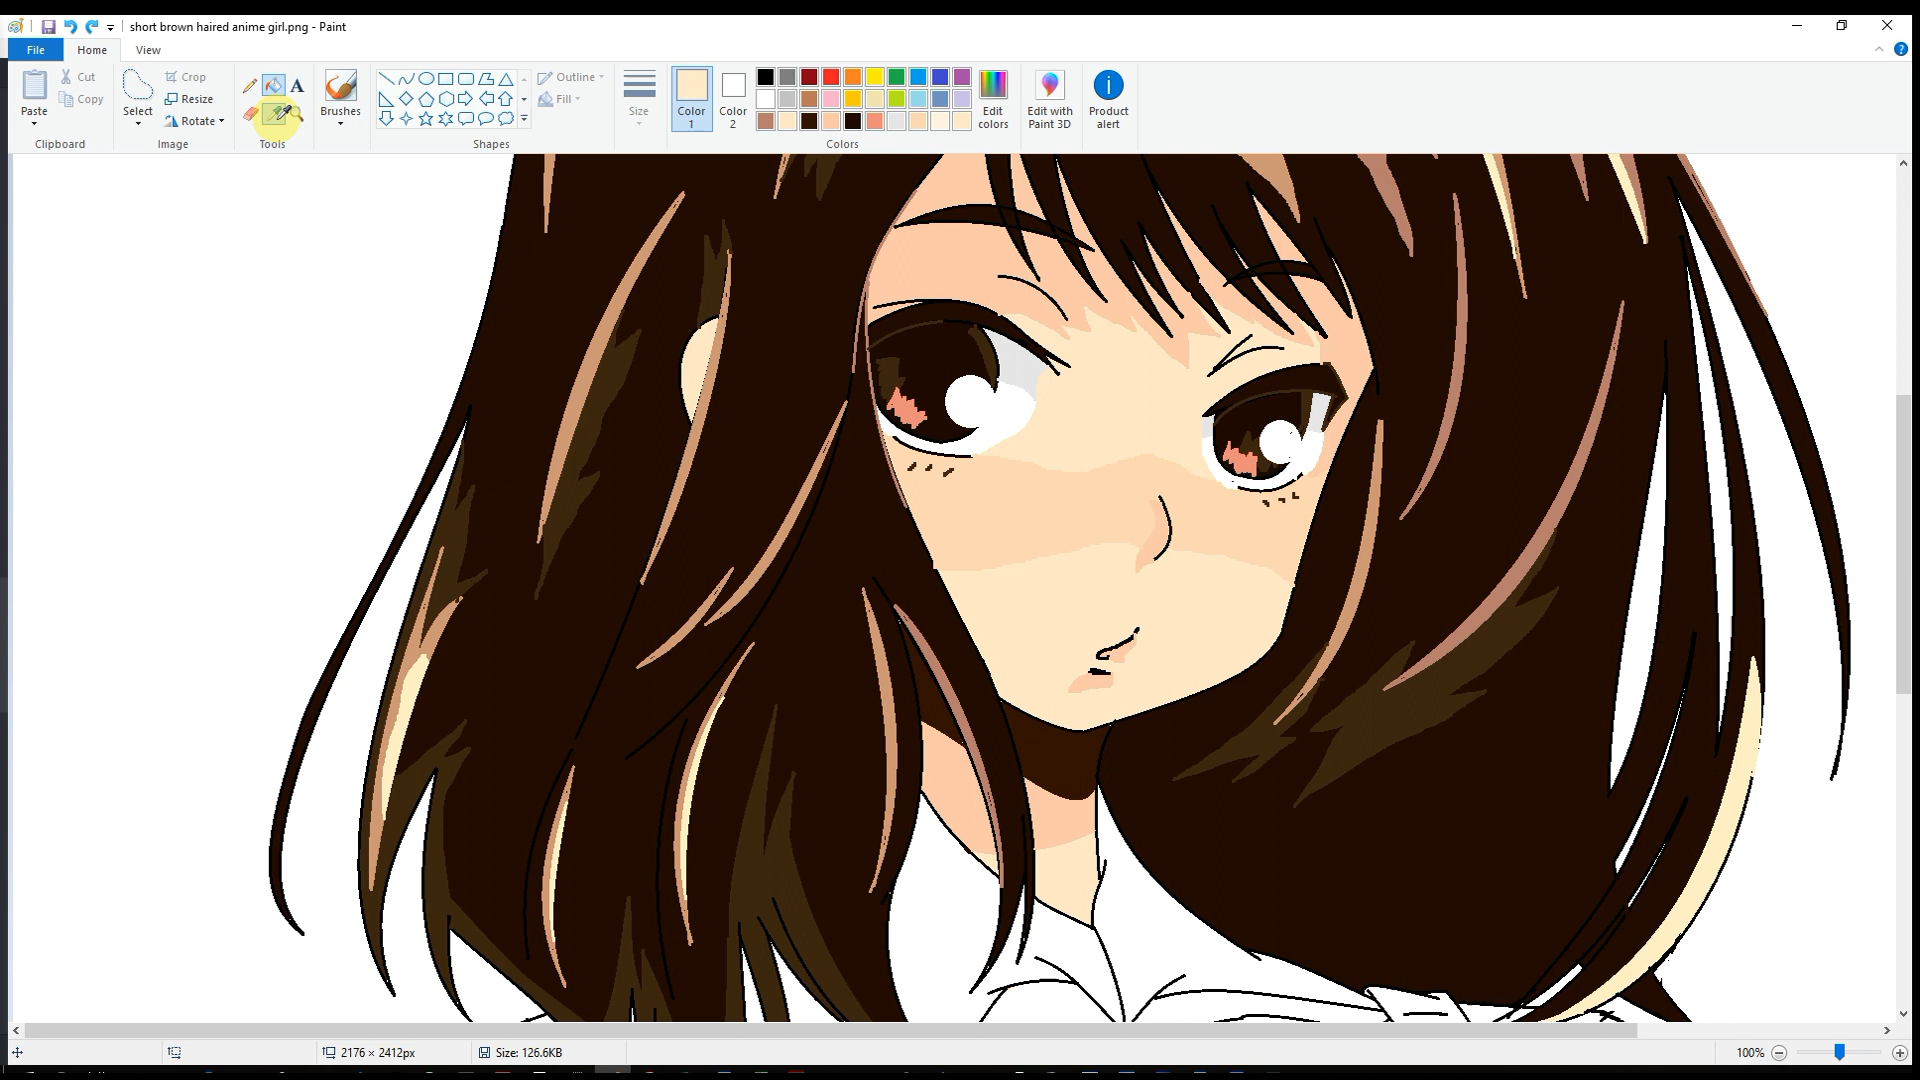 short brown haired anime girl.png - Paint
File
Home
View
Paste
Cut
Copy
Clipboard
Select
Crop
Resize
Rotate
Image
A
Tools
Brushes
Outline
Fill
Shapes
Size
Color
1
Color
2
Edit
colors
Colors
Edit with
Paint 3D
Product
alert
2176 × 2412px
Size: 126.6KB
100%